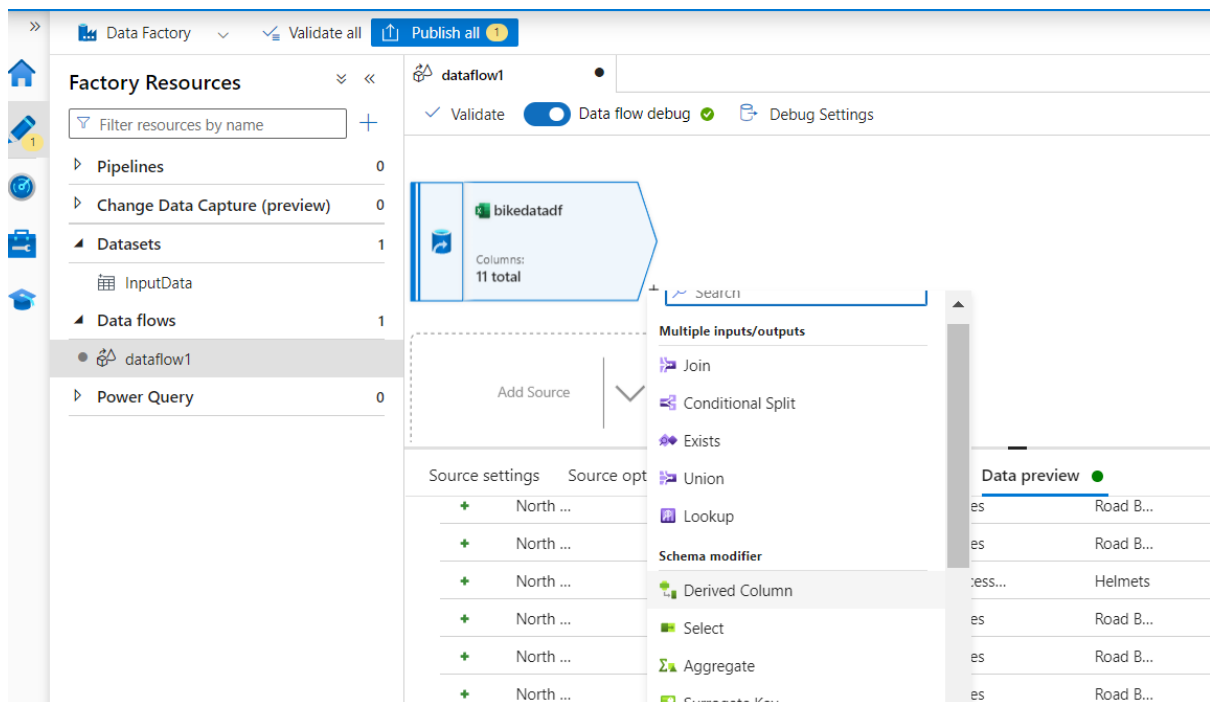 »
Data Factory
Validate all
Publish all 1
Factory Resources
«
Filter resources by name
1
Pipelines 0
Change Data Capture (preview) 0
Datasets 1
InputData
Data flows 1
dataflow1
Power Query 0
dataflow1
Validate
Data flow debug
Debug Settings
bikedatadf
Columns:
11 total
Add Source
Search
Multiple inputs/outputs
Join
Conditional Split
Exists
Union
Lookup
Schema modifier
Derived Column
Select
Aggregate
Surrogate Key
Source settings Source opt Data preview
North ... es Road B...
North ... es Road B...
North ... cess... Helmets
North ... es Road B...
North ... es Road B...
North ... es Road B...